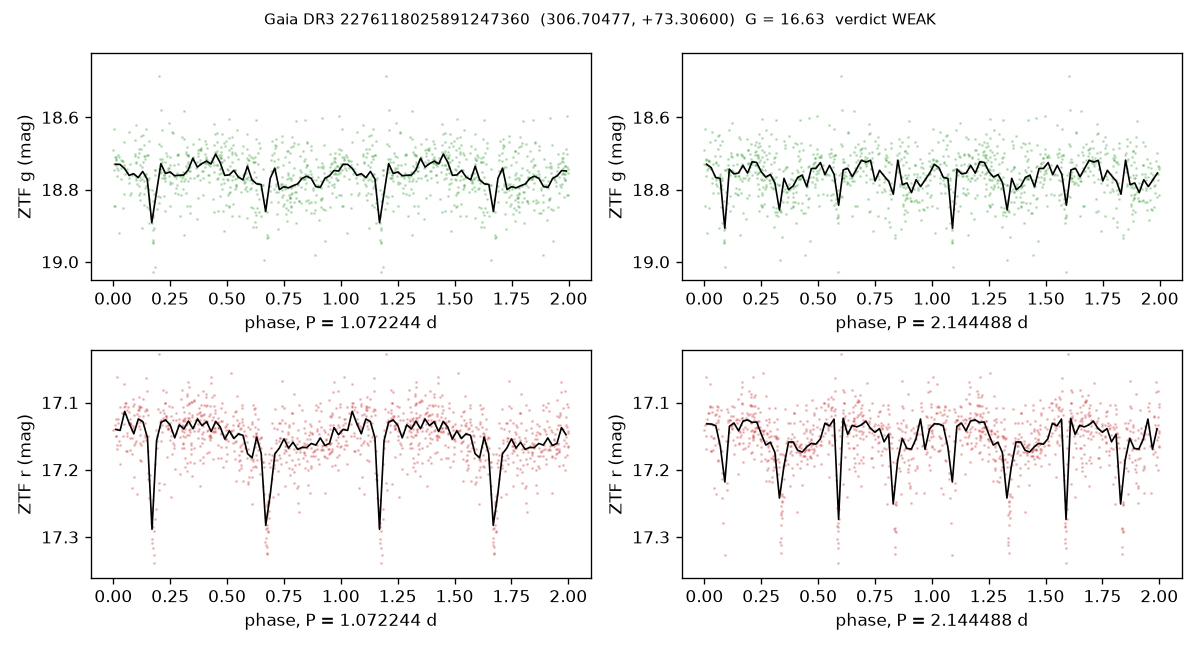 Gaia DR3 2276118025891247360 (306.70477, +73.30600) G = 16.63 verdict WEAK
ZTF g (mag)
18.6
18.8
19.0
0.00 0.25 0.50 0.75 1.00 1.25 1.50 1.75 2.00
phase, P = 1.072244 d
ZTF g (mag)
18.6
18.8
19.0
0.00 0.25 0.50 0.75 1.00 1.25 1.50 1.75 2.00
phase, P = 2.144488 d
ZTF r (mag)
17.1
17.2
17.3
0.00 0.25 0.50 0.75 1.00 1.25 1.50 1.75 2.00
phase, P = 1.072244 d
ZTF r (mag)
17.1
17.2
17.3
0.00 0.25 0.50 0.75 1.00 1.25 1.50 1.75 2.00
phase, P = 2.144488 d